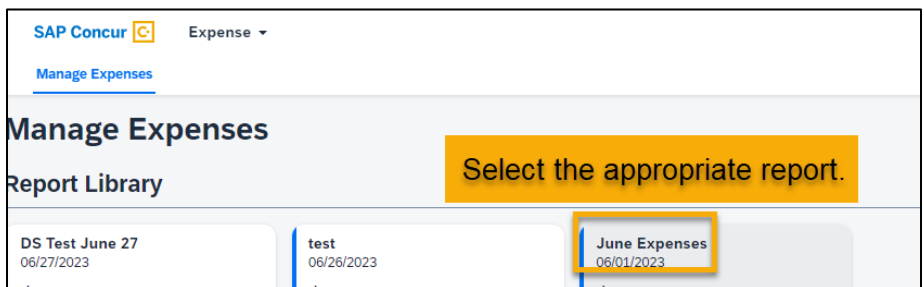 SAP Concur C Expense
Manage Expenses
Manage Expenses
Select the appropriate report.
Report Library
DS Test June 27
06/27/2023
test
06/26/2023
June Expenses
06/01/2023